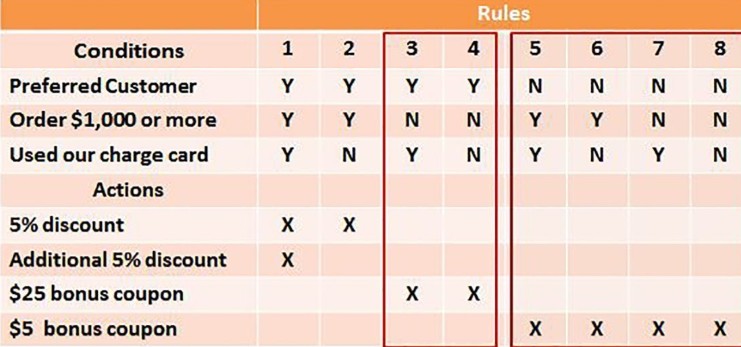 Rules
Conditions 1 2 3 4 5 6 7 8
Preferred Customer Y Y Y Y N N N N
Order $1,000 or more Y Y N N Y Y N N
Used our charge card Y N Y N Y N Y N
Actions
5% discount X X
Additional 5% discount X
$25 bonus coupon X X
$5 bonus coupon X X X X